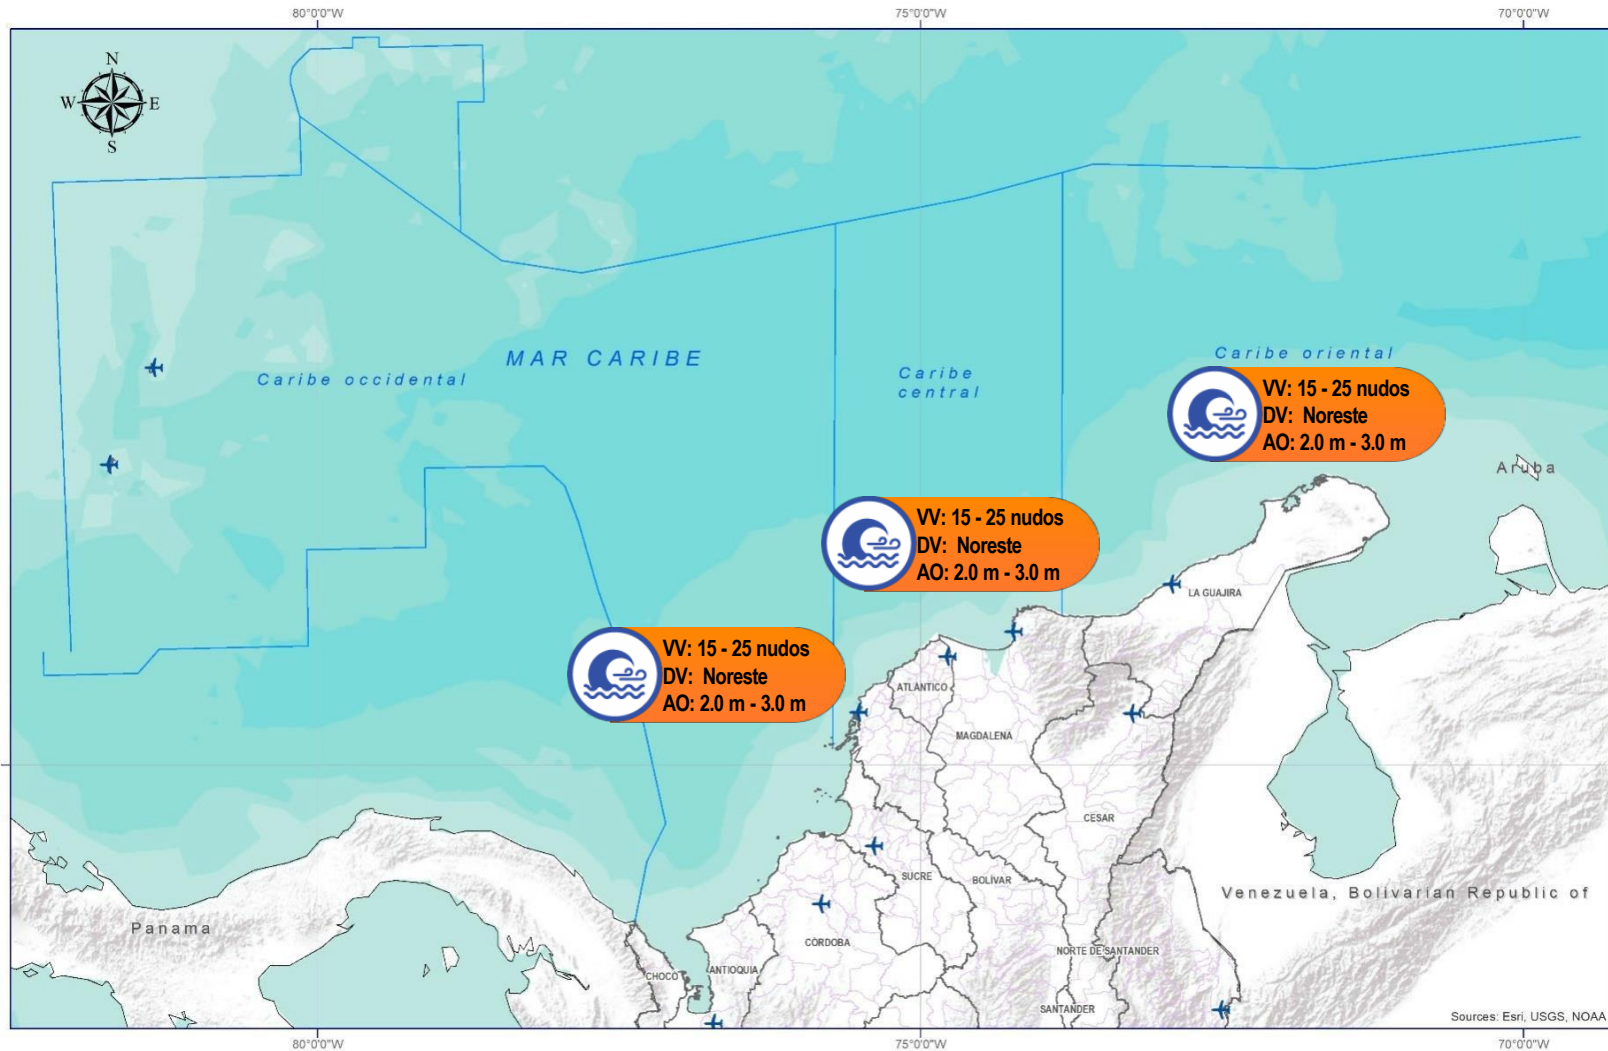 80°0'0"W
75°0'0"W
70°0'0"W
N
W
E
S
MAR CARIBE
Caribe occidental
Caribe
central
Caribe oriental
VV: 15 - 25 nudos
DV: Noreste
AO: 2.0 m - 3.0 m
Aruba
VV: 15 - 25 nudos
DV: Noreste
AO: 2.0 m - 3.0 m
LA GUAJIRA
VV: 15 - 25 nudos
DV: Noreste
AO: 2.0 m - 3.0 m
ATLÁNTICO
MAGDALENA
CESAR
SUCRE
BOLÍVAR
Venezuela, Bolivarian Republic of
Panama
CÓRDOBA
NORTE DE SANTANDER
CHOCÓ
ANTIOQUIA
SANTANDER
Sources: Esri, USGS, NOAA
80°0'0"W
75°0'0"W
70°0'0"W